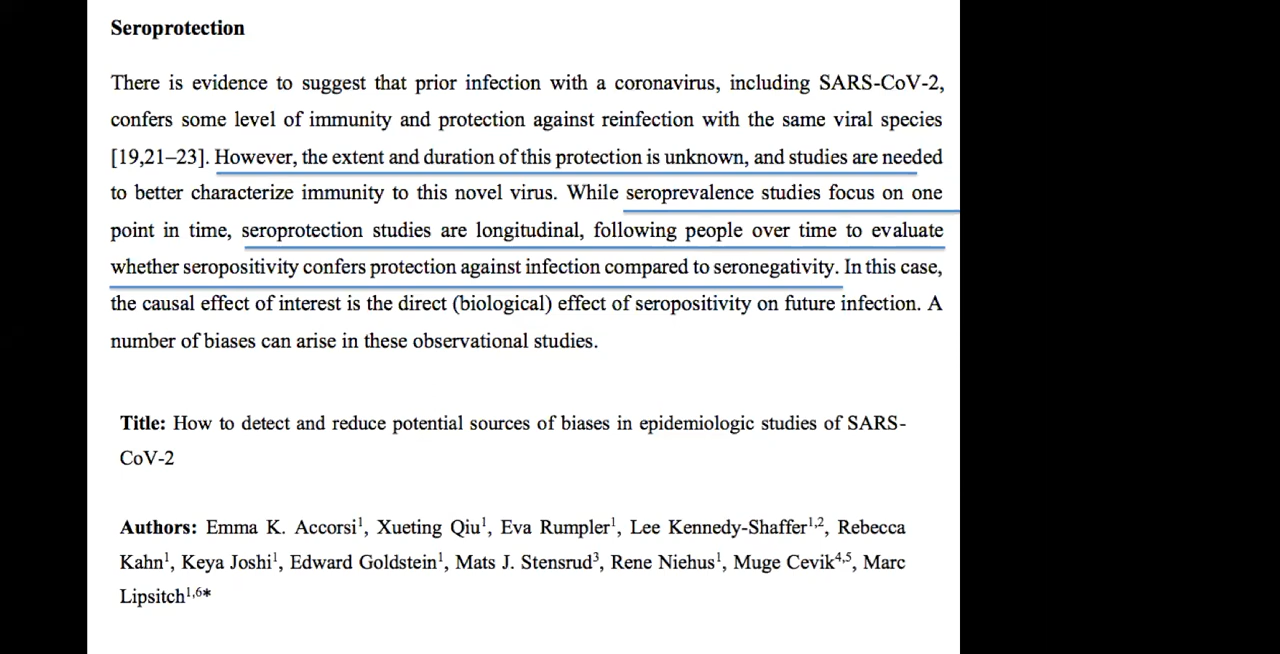 Seroprotection
There is evidence to suggest that prior infection with a coronavirus, including SARS-CoV-2,
confers some level of immunity and protection against reinfection with the same viral species
[19,21–23]. However, the extent and duration of this protection is unknown, and studies are needed
to better characterize immunity to this novel virus. While seroprevalence studies focus on one
point in time, seroprotection studies are longitudinal, following people over time to evaluate
whether seropositivity confers protection against infection compared to seronegativity. In this case,
the causal effect of interest is the direct (biological) effect of seropositivity on future infection. A
number of biases can arise in these observational studies.
Title: How to detect and reduce potential sources of biases in epidemiologic studies of SARS-
CoV-2
Authors: Emma K. Accorsi¹, Xueting Qiu¹, Eva Rumpler¹, Lee Kennedy-Shaffer¹,², Rebecca
Kahn¹, Keya Joshi¹, Edward Goldstein¹, Mats J. Stensrud³, Rene Niehus¹, Muge Cevik⁴,⁵, Marc
Lipsitch¹,⁶*